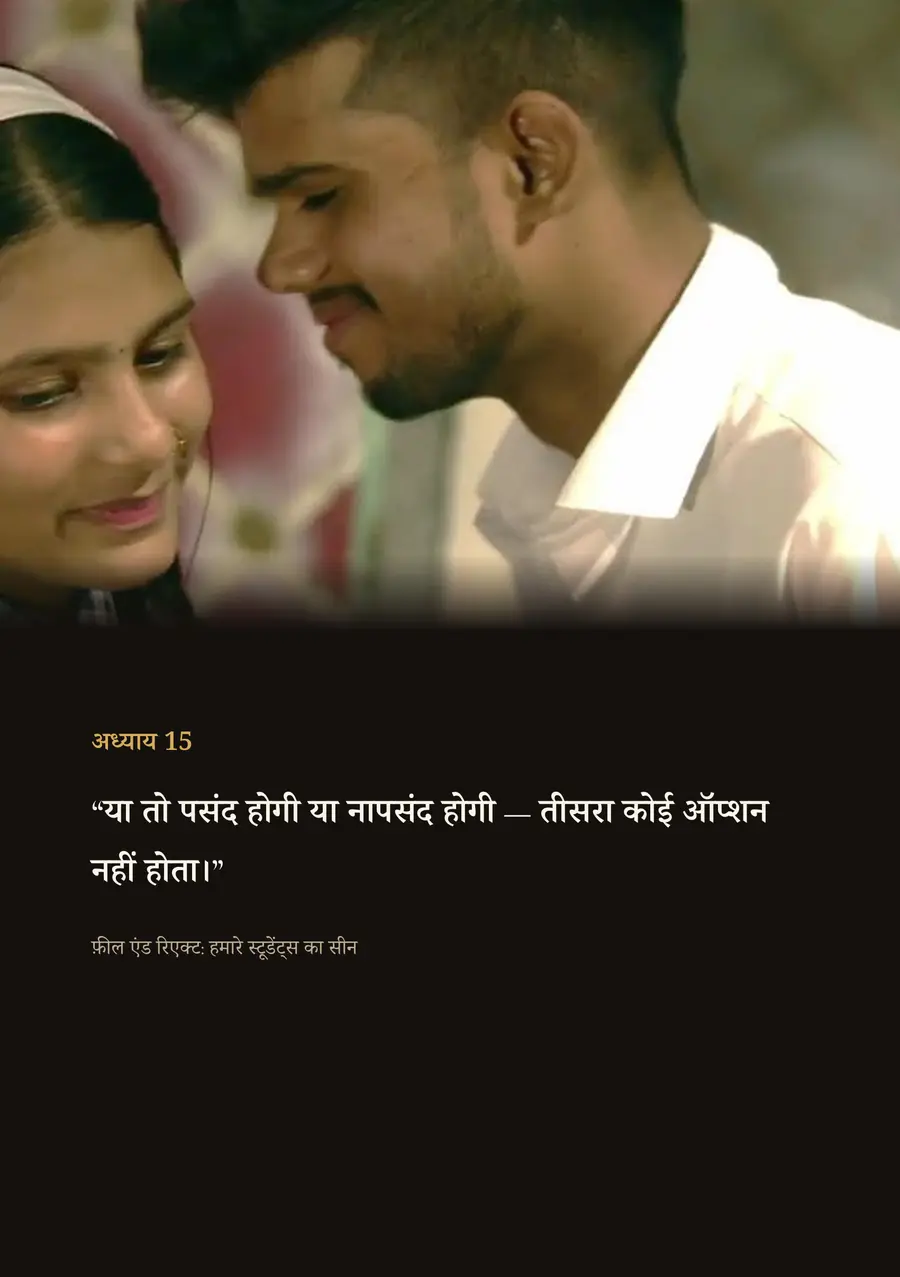 अध्याय 15
“या तो पसंद होगी या नापसंद होगी — तीसरा कोई ऑप्शन
नहीं होता।”
फ़ील एंड रिएक्ट: हमारे स्टूडेंट्स का सीन